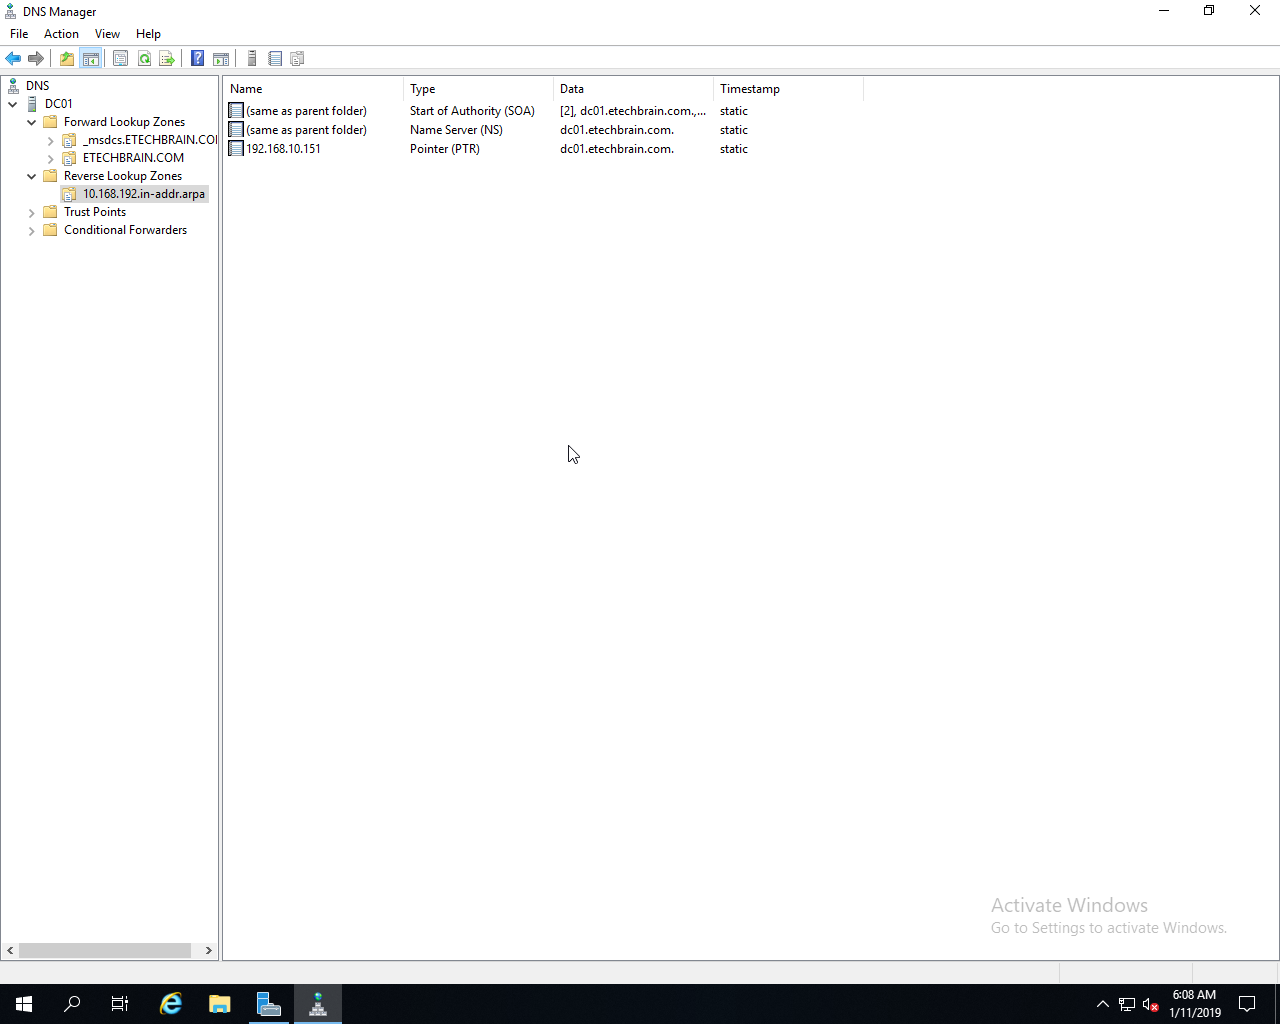 DNS Manager
File Action View Help
DNS
DC01
Forward Lookup Zones
_msdcs.ETECHBRAIN.CO
ETECHBRAIN.COM
Reverse Lookup Zones
10.168.192.in-addr.arpa
Trust Points
Conditional Forwarders
Name Type Data Timestamp
(same as parent folder) Start of Authority (SOA) [2], dc01.etechbrain.com.,... static
(same as parent folder) Name Server (NS) dc01.etechbrain.com. static
192.168.10.151 Pointer (PTR) dc01.etechbrain.com. static
Activate Windows
Go to Settings to activate Windows.
6:08 AM
1/11/2019